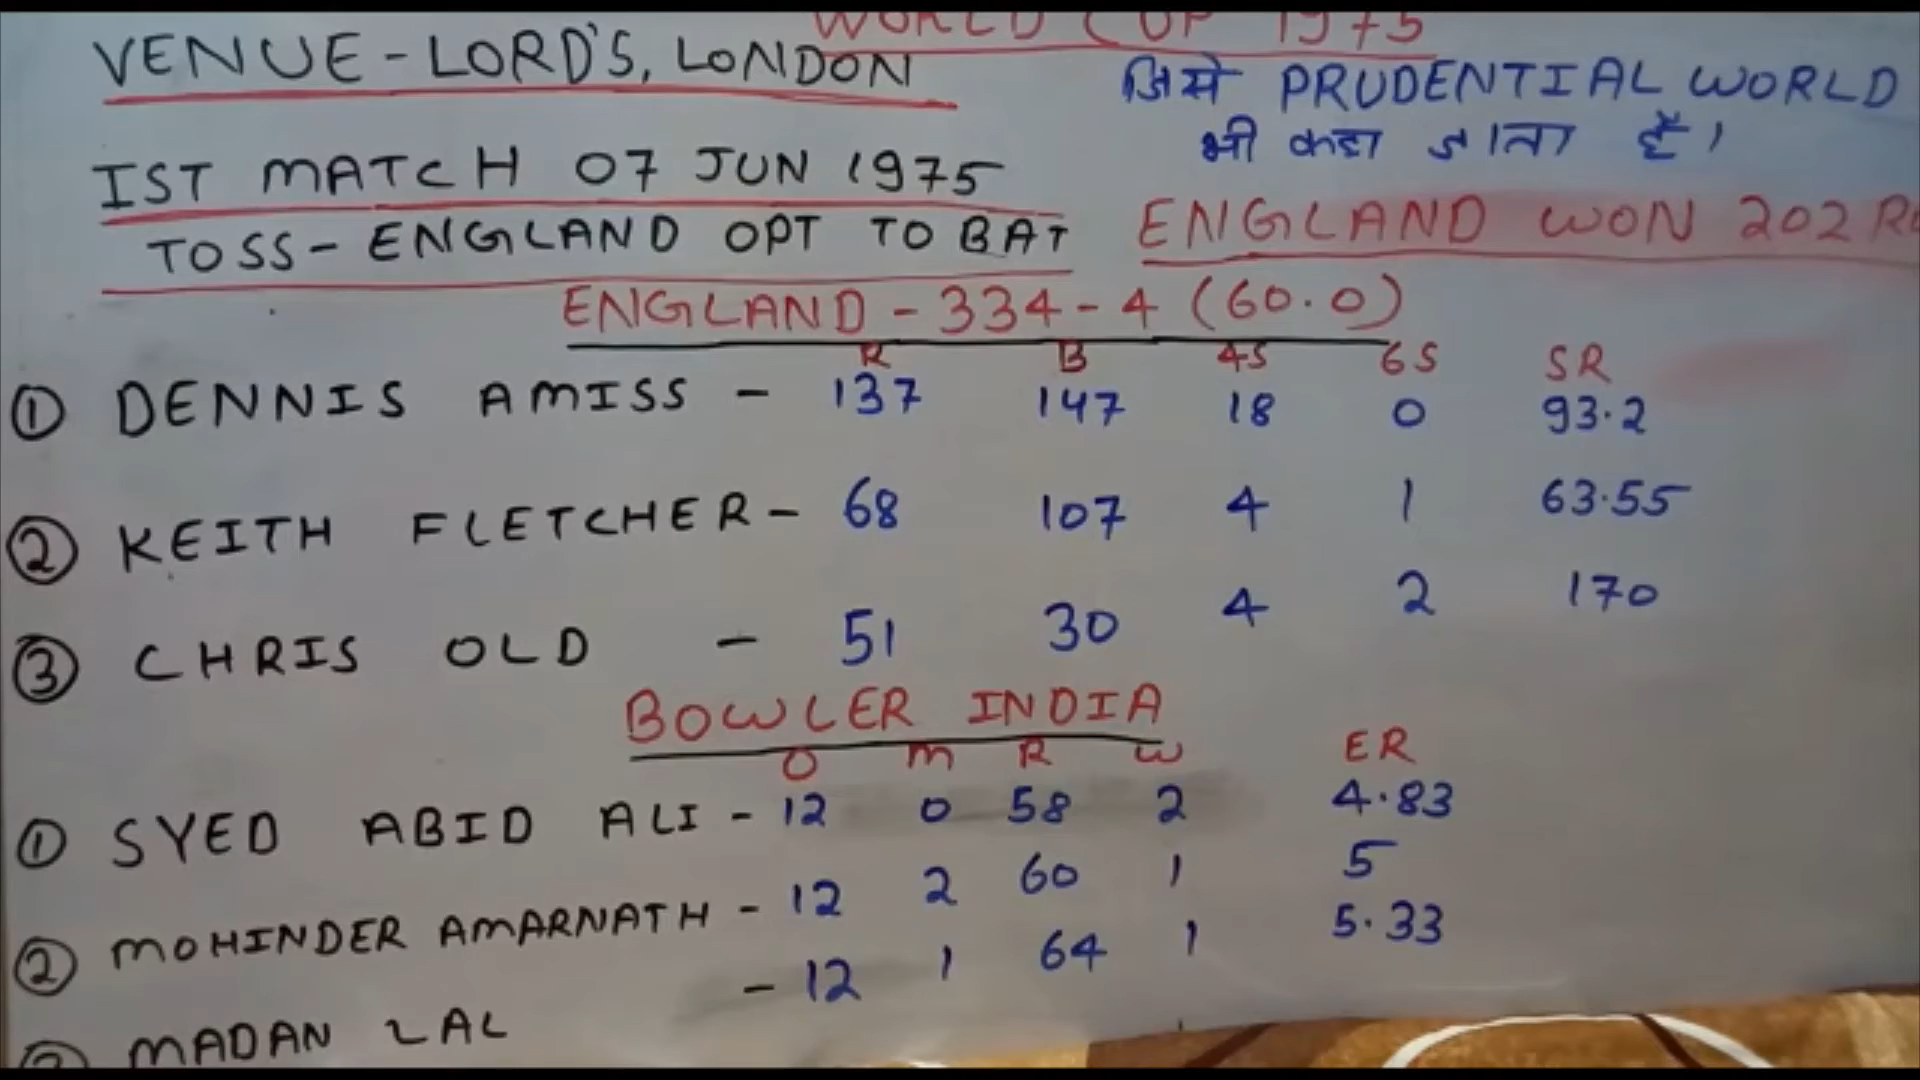 WORLD CUP 1975
VENUE - LORD'S, LONDON
जिसे PRUDENTIAL WORLD
भी कहा जाता है।
IST MATCH 07 JUN 1975
TOSS - ENGLAND OPT TO BAT
ENGLAND WON 202
ENGLAND - 334 - 4 (60.0)
R B 4S 6S SR
① DENNIS AMISS - 137 147 18 0 93.2
② KEITH FLETCHER - 68 107 4 1 63.55
③ CHRIS OLD - 51 30 4 2 170
BOWLER INDIA
O M R W ER
① SYED ABID ALI - 12 0 58 2 4.83
② MOHINDER AMARNATH - 12 2 60 1 5
③ MADAN LAL - 12 1 64 1 5.33